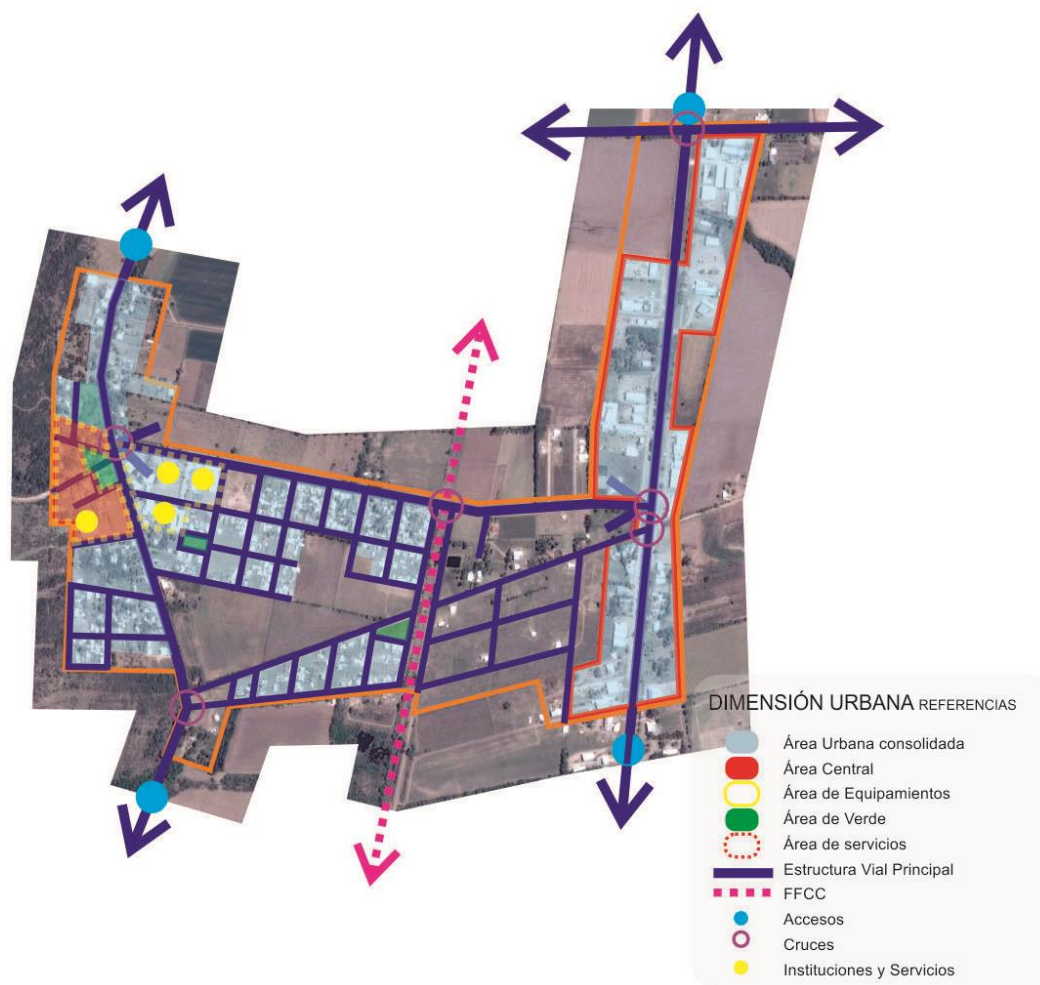 DIMENSIÓN URBANA REFERENCIAS
Área Urbana consolidada
Área Central
Área de Equipamientos
Área de Verde
Área de servicios
Estructura Vial Principal
FFCC
Accesos
Cruces
Instituciones y Servicios